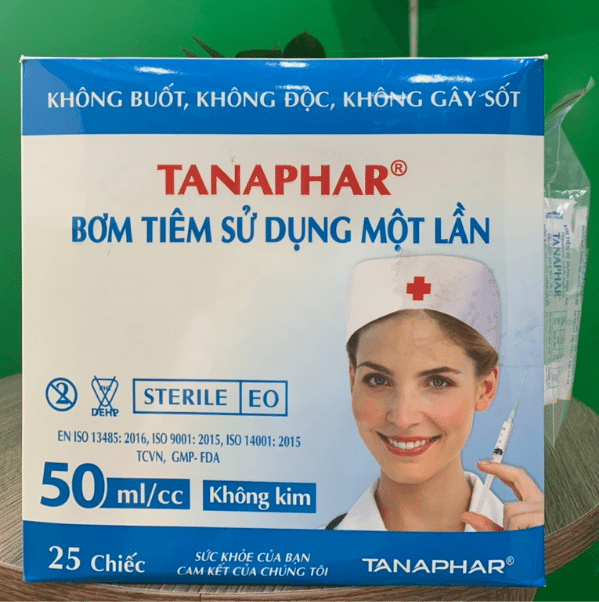 KHÔNG BUỐT, KHÔNG ĐỘC, KHÔNG GÂY SỐT
TANAPHAR®
BƠM TIÊM SỬ DỤNG MỘT LẦN
2
DEHP
STERILE EO
EN ISO 13485: 2016, ISO 9001: 2015, ISO 14001: 2015
TCVN, GMP- FDA
50 ml/cc Không kim
25 Chiếc
SỨC KHỎE CỦA BẠN
CAM KẾT CỦA CHÚNG TÔI
TANAPHAR®
TANAPHAR